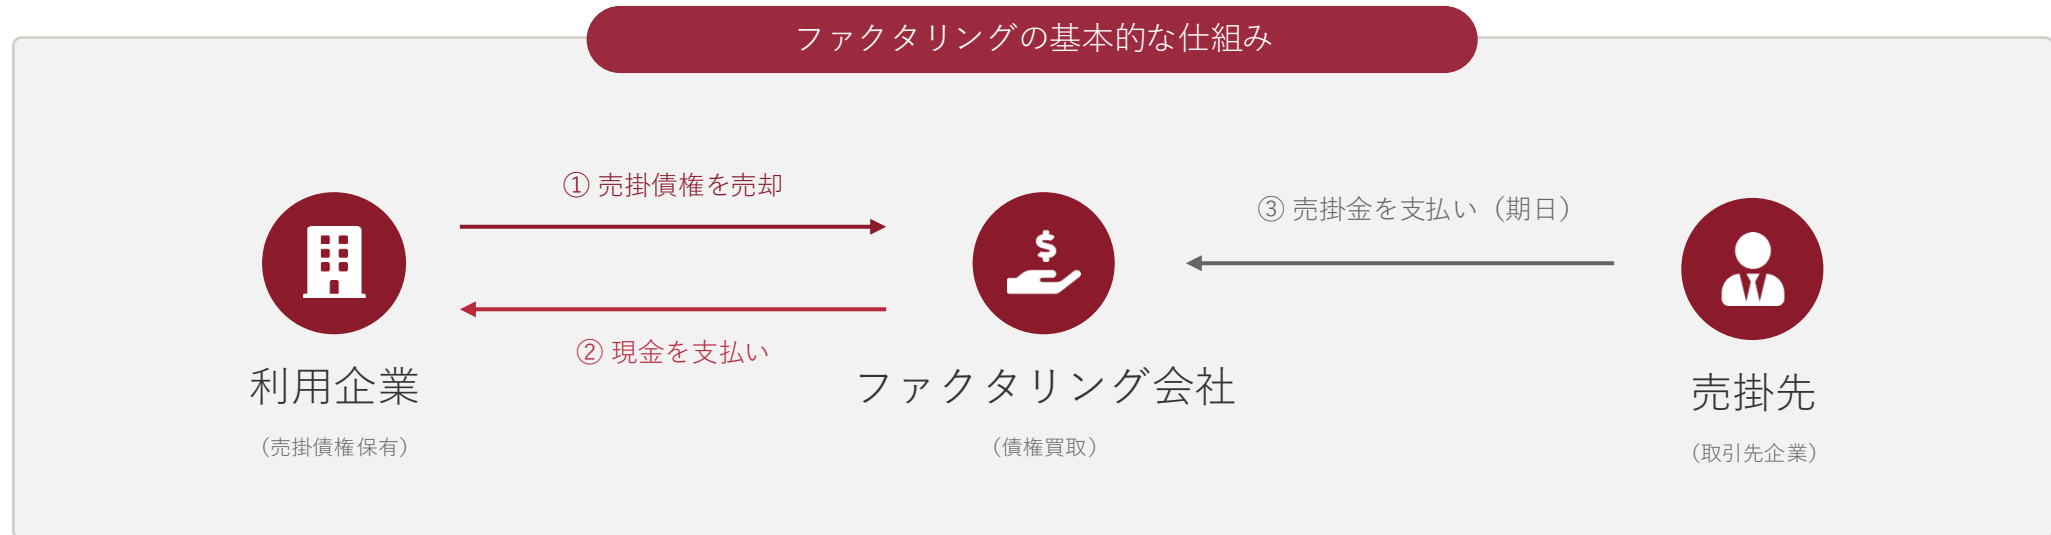 ファクタリングの基本的な仕組み
① 売掛債権を売却
③ 売掛金を支払い（期日）
$
② 現金を支払い
利用企業
ファクタリング会社
売掛先
（売掛債権保有）
（債権買取）
（取引先企業）